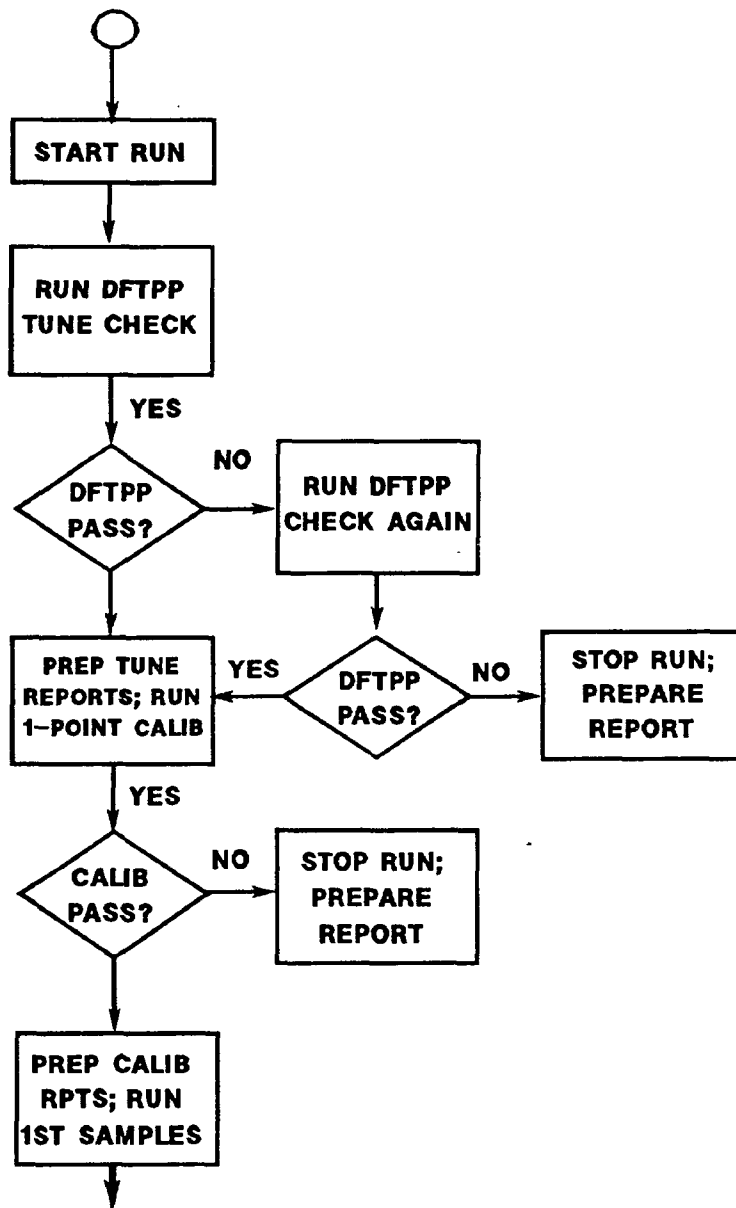 START RUN
RUN DFTPP
TUNE CHECK
YES
DFTPP
PASS?
NO
RUN DFTPP
CHECK AGAIN
PREP TUNE
REPORTS; RUN
1-POINT CALIB
YES
DFTPP
PASS?
NO
STOP RUN;
PREPARE
REPORT
YES
CALIB
PASS?
NO
STOP RUN;
PREPARE
REPORT
PREP CALIB
RPTS; RUN
1ST SAMPLES